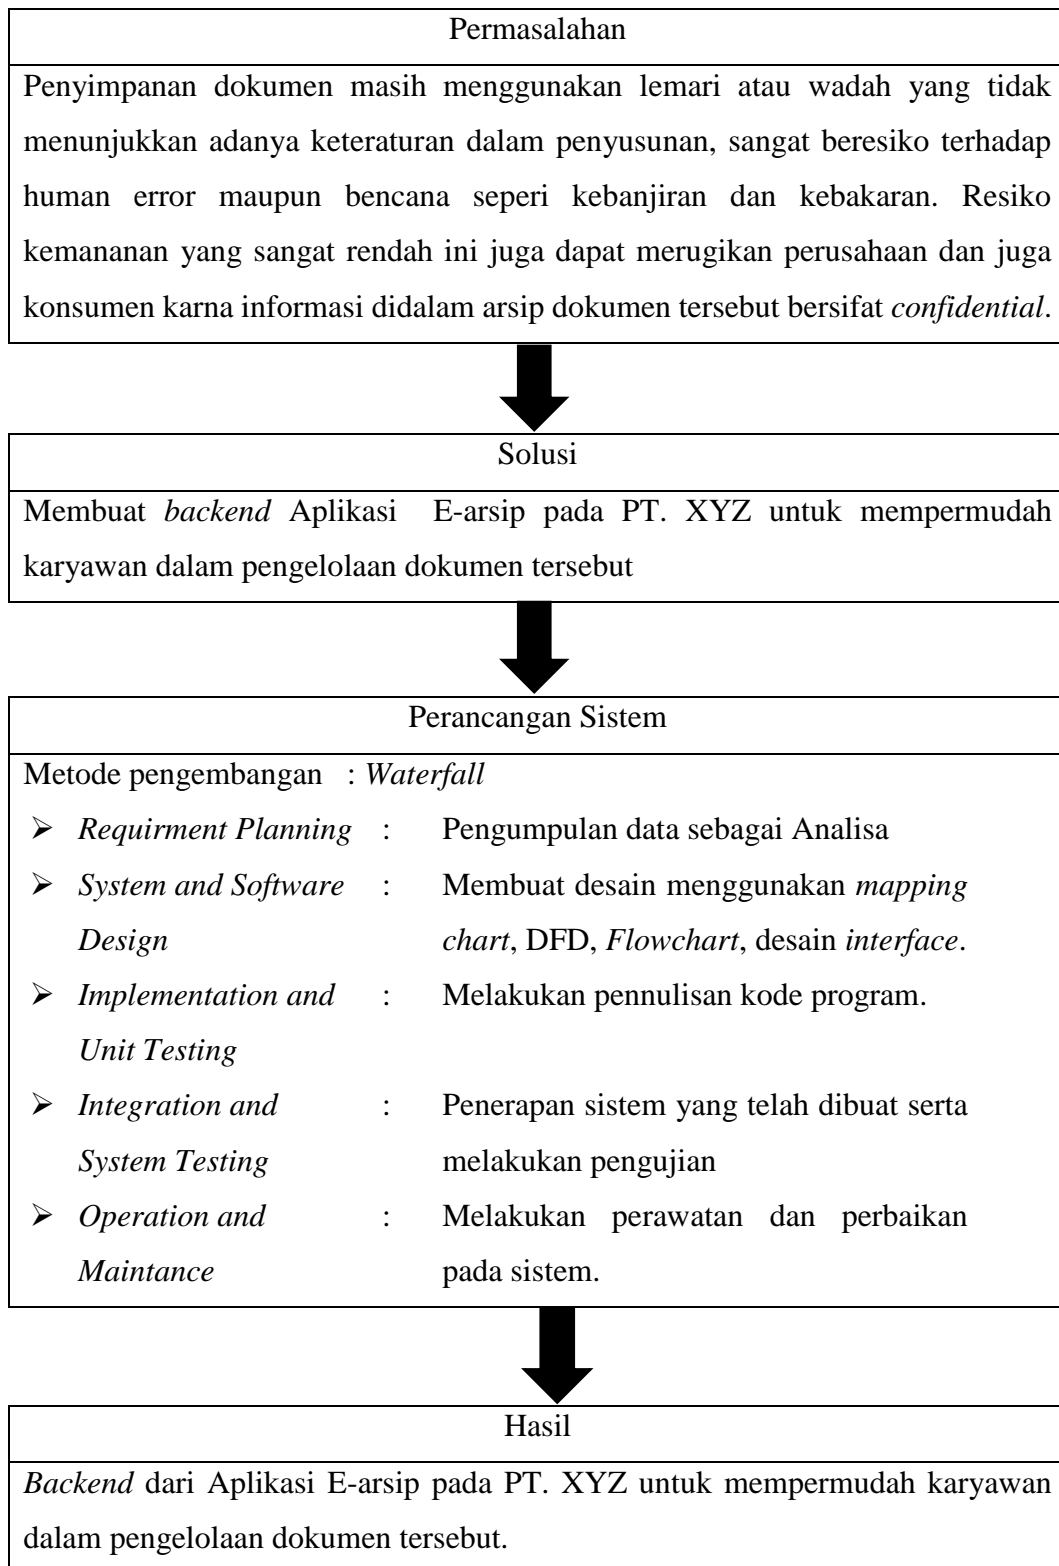 Permasalahan
Penyimpanan dokumen masih menggunakan lemari atau wadah yang tidak
menunjukkan adanya keteraturan dalam penyusunan, sangat beresiko terhadap
human error maupun bencana seperi kebanjiran dan kebakaran. Resiko
kemananan yang sangat rendah ini juga dapat merugikan perusahaan dan juga
konsumen karna informasi didalam arsip dokumen tersebut bersifat confidential.
Solusi
Membuat backend Aplikasi E-arsip pada PT. XYZ untuk mempermudah
karyawan dalam pengelolaan dokumen tersebut
Perancangan Sistem
Metode pengembangan : Waterfall
➢ Requirment Planning : Pengumpulan data sebagai Analisa
➢ System and Software : Membuat desain menggunakan mapping
Design chart, DFD, Flowchart, desain interface.
➢ Implementation and : Melakukan pennulisan kode program.
Unit Testing
➢ Integration and : Penerapan sistem yang telah dibuat serta
System Testing melakukan pengujian
➢ Operation and : Melakukan perawatan dan perbaikan
Maintance pada sistem.
Hasil
Backend dari Aplikasi E-arsip pada PT. XYZ untuk mempermudah karyawan
dalam pengelolaan dokumen tersebut.